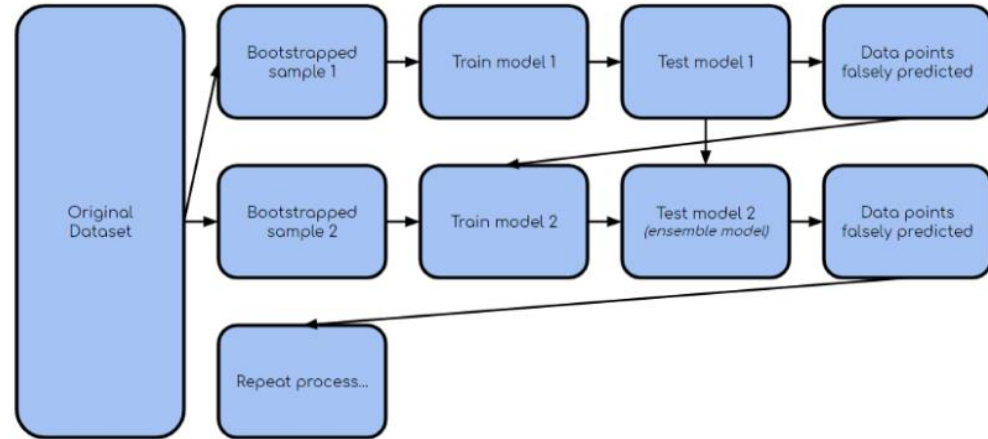 Original
Dataset
Bootstrapped
sample 1
Train model 1
Test model 1
Data points
falsely predicted
Bootstrapped
sample 2
Train model 2
Test model 2
(ensemble model)
Data points
falsely predicted
Repeat process...